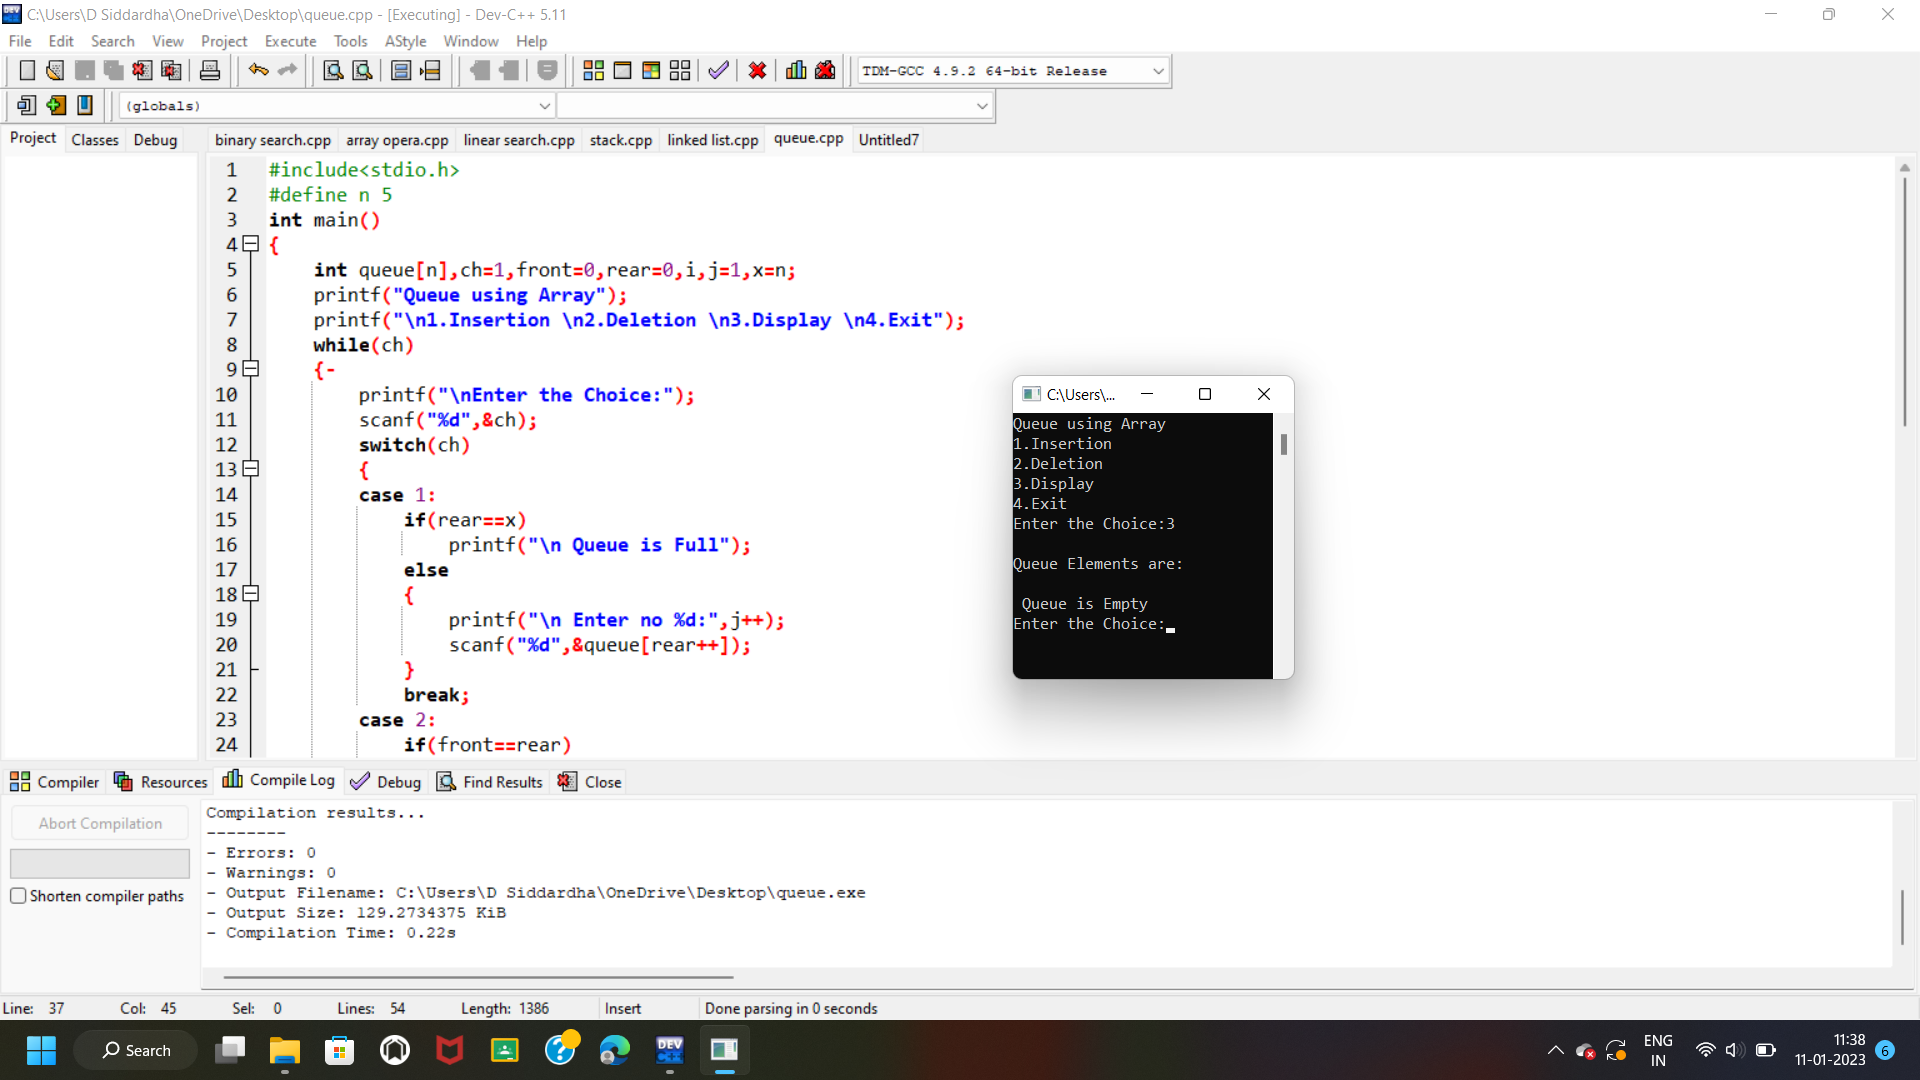 C:\Users\D Siddardha\OneDrive\Desktop\queue.cpp - [Executing] - Dev-C++ 5.11
File Edit Search View Project Execute Tools AStyle Window Help
TDM-GCC 4.9.2 64-bit Release
(globals)
Project Classes Debug
binary search.cpp array opera.cpp linear search.cpp stack.cpp linked list.cpp queue.cpp Untitled7
1 #include<stdio.h>
2 #define n 5
3 int main()
4 {
5 int queue[n],ch=1,front=0,rear=0,i,j=1,x=n;
6 printf("Queue using Array");
7 printf("\n1.Insertion \n2.Deletion \n3.Display \n4.Exit");
8 while(ch)
9 {-
10 printf("\nEnter the Choice:");
11 scanf("%d",&ch);
12 switch(ch)
13 {
14 case 1:
15 if(rear==x)
16 printf("\n Queue is Full");
17 else
18 {
19 printf("\n Enter no %d:",j++);
20 scanf("%d",&queue[rear++]);
21 }
22 break;
23 case 2:
24 if(front==rear)
C:\Users\...
Queue using Array
1.Insertion
2.Deletion
3.Display
4.Exit
Enter the Choice:3
Queue Elements are:
Queue is Empty
Enter the Choice:
Compiler Resources Compile Log Debug Find Results Close
Abort Compilation
Shorten compiler paths
Compilation results...
--------
- Errors: 0
- Warnings: 0
- Output Filename: C:\Users\D Siddardha\OneDrive\Desktop\queue.exe
- Output Size: 129.2734375 KiB
- Compilation Time: 0.22s
Line: 37 Col: 45 Sel: 0 Lines: 54 Length: 1386 Insert Done parsing in 0 seconds
Search
DEV C++
ENG
IN
11:38
11-01-2023
6